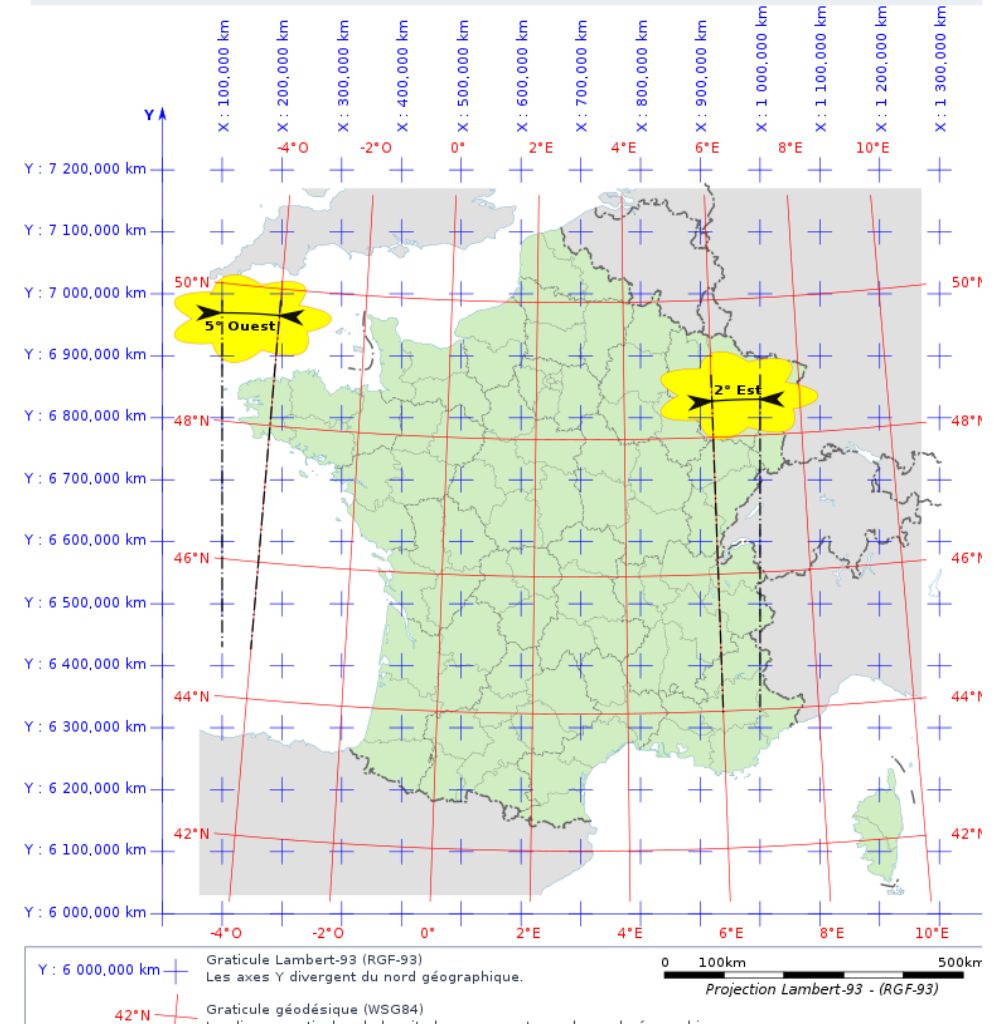 X : 100,000 km
X : 200,000 km
X : 300,000 km
X : 400,000 km
X : 500,000 km
X : 600,000 km
X : 700,000 km
X : 800,000 km
X : 900,000 km
X : 1 000,000 km
X : 1 100,000 km
X : 1 200,000 km
X : 1 300,000 km
Y
-4°O -2°O 0° 2°E 4°E 6°E 8°E 10°E
Y : 7 200,000 km
Y : 7 100,000 km
50°N 50°N
Y : 7 000,000 km
5° Ouest
Y : 6 900,000 km
2° Est
Y : 6 800,000 km
48°N 48°N
Y : 6 700,000 km
Y : 6 600,000 km
46°N 46°N
Y : 6 500,000 km
Y : 6 400,000 km
44°N 44°N
Y : 6 300,000 km
Y : 6 200,000 km
42°N 42°N
Y : 6 100,000 km
Y : 6 000,000 km
-4°O -2°O 0° 2°E 4°E 6°E 8°E 10°E
Graticule Lambert-93 (RGF-93)
Y : 6 000,000 km
Les axes Y divergent du nord géographique.
0 100km 500km
Projection Lambert-93 - (RGF-93)
Graticule géodésique (WSG84)
42°N